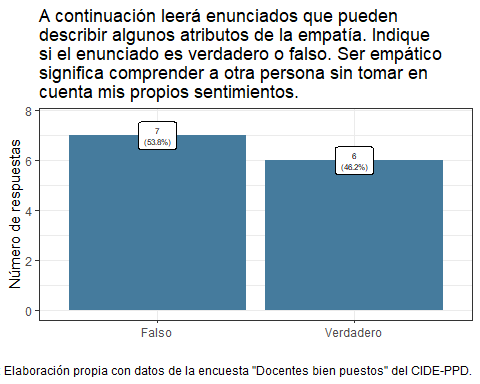 A continuación leerá enunciados que pueden
describir algunos atributos de la empatía. Indique
si el enunciado es verdadero o falso. Ser empático
significa comprender a otra persona sin tomar en
cuenta mis propios sentimientos.
Número de respuestas
8
6
4
2
0
7
(53.8%)
6
(46.2%)
Falso
Verdadero
Elaboración propia con datos de la encuesta "Docentes bien puestos" del CIDE-PPD.